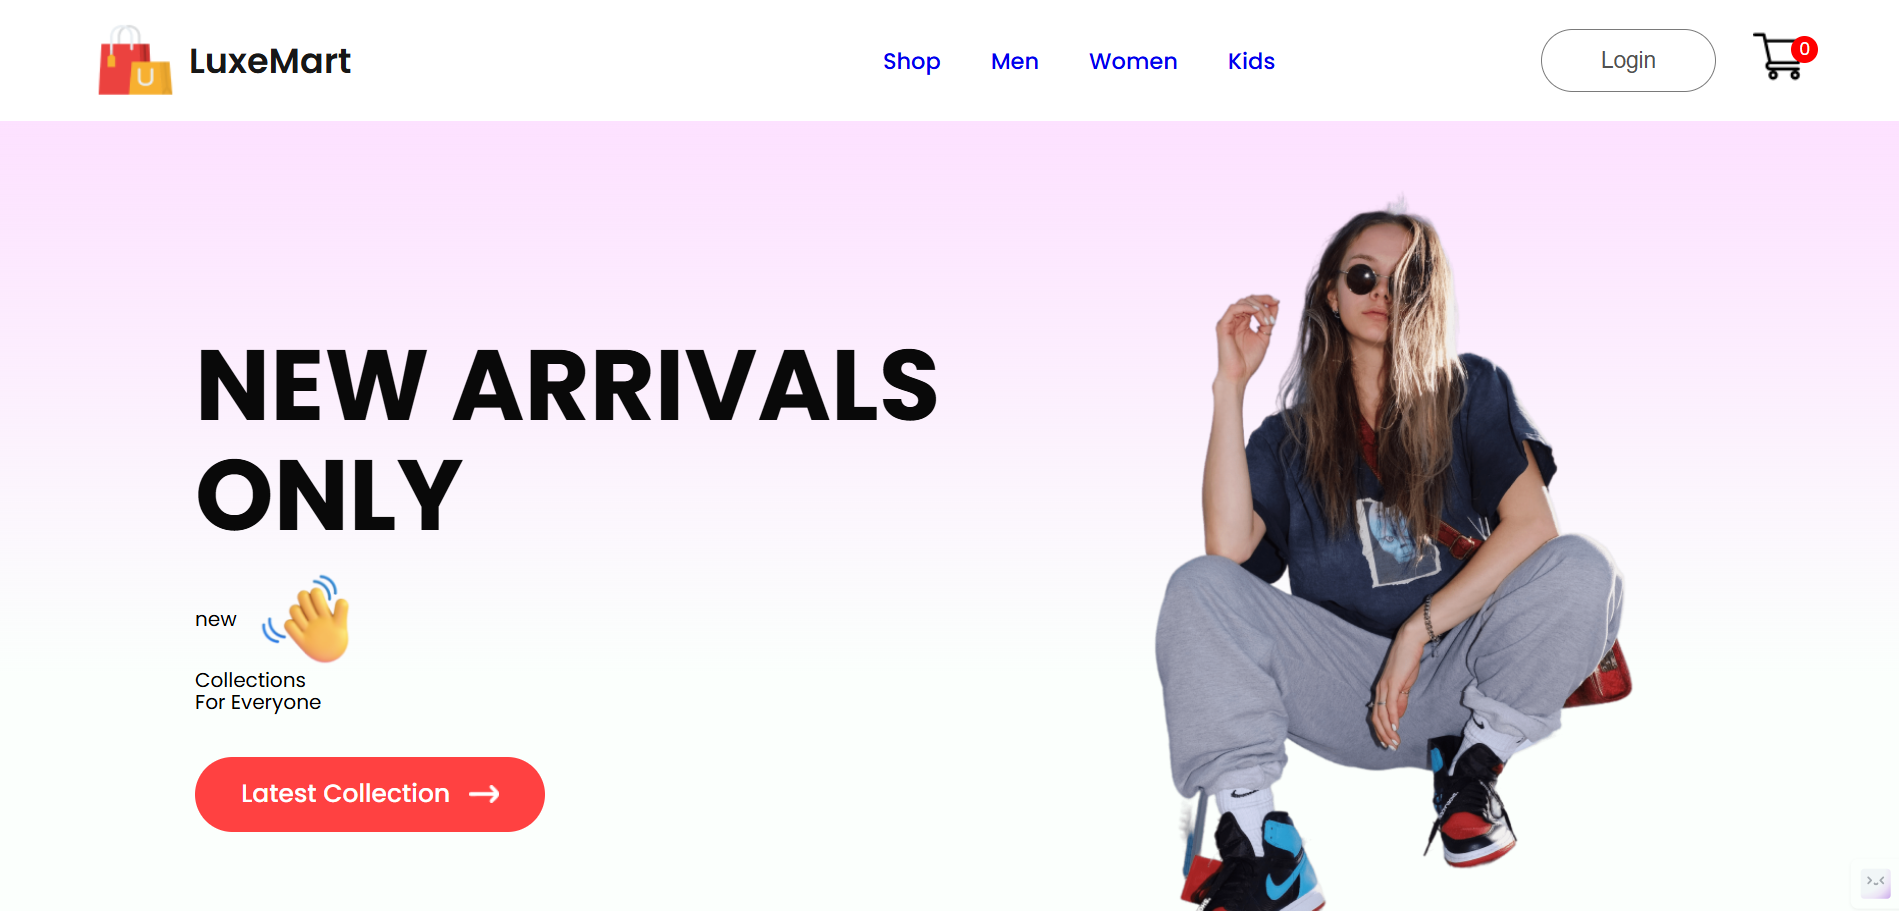 LuxeMart
Shop Men Women Kids
Login
0
U
NEW ARRIVALS
ONLY
new
Collections
For Everyone
Latest Collection